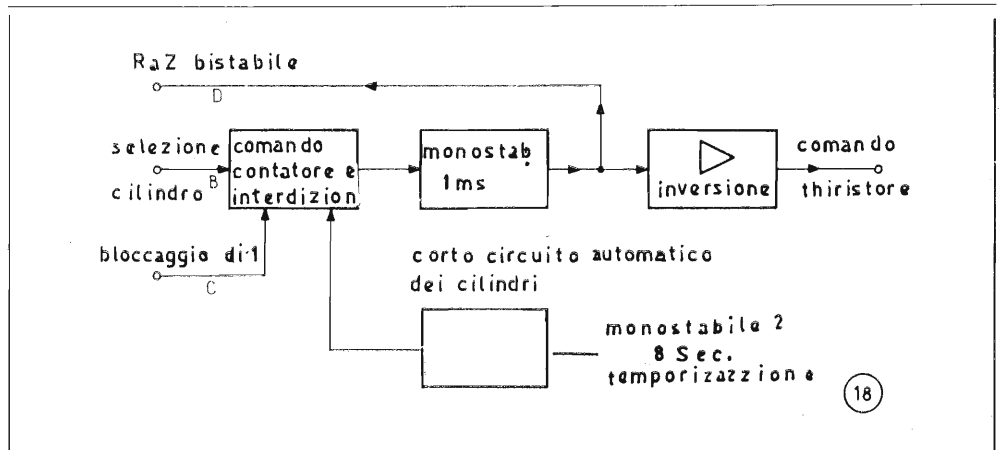 RaZ bistabile
D
selezione
cilindro B
comando
contatore e
interdizion
monostab.
1ms
inversione
comando
thiristore
bloccaggio di 1
C
corto circuito automatico
dei cilindri
monostabile 2
8 Sec.
temporizazzione
18